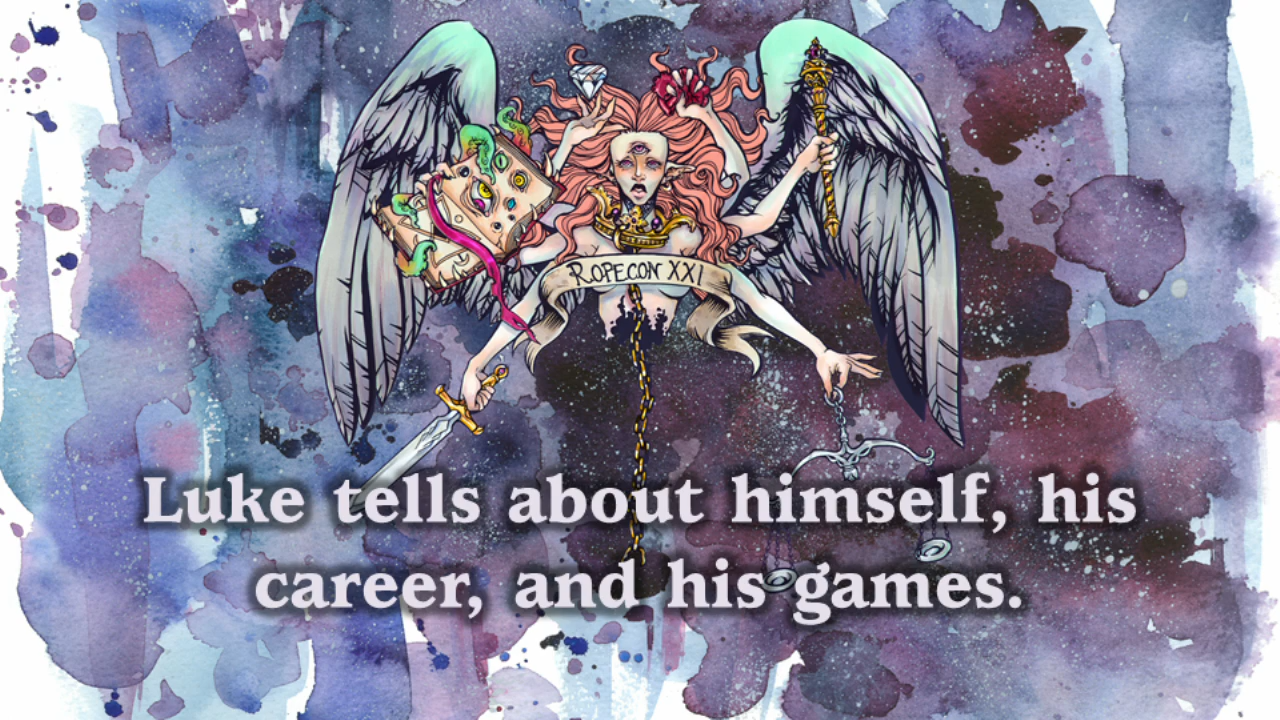 ROPECON XXI
Luke tells about himself, his
career, and his games.